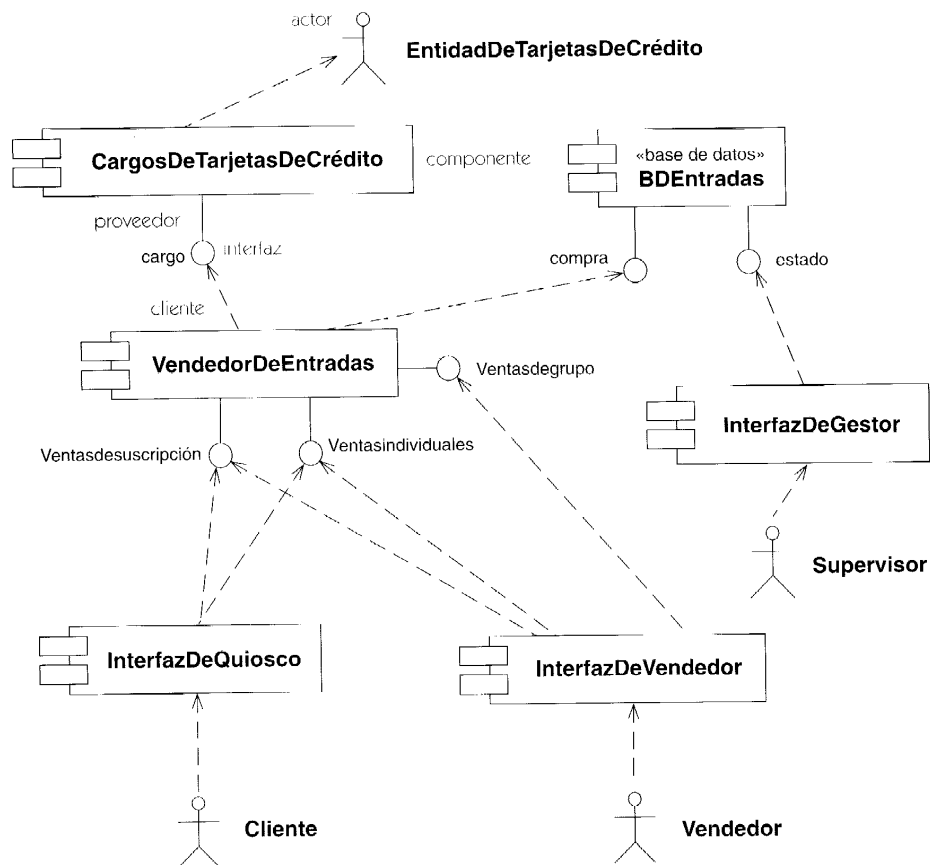 actor
EntidadDeTarjetasDeCrédito
CargosDeTarjetasDeCrédito
componente
«base de datos»
BDEntradas
proveedor
cargo
interfaz
compra
estado
cliente
VendedorDeEntradas
Ventasdegrupo
InterfazDeGestor
Ventasdesuscripción
Ventasindividuales
Supervisor
InterfazDeQuiosco
InterfazDeVendedor
Cliente
Vendedor